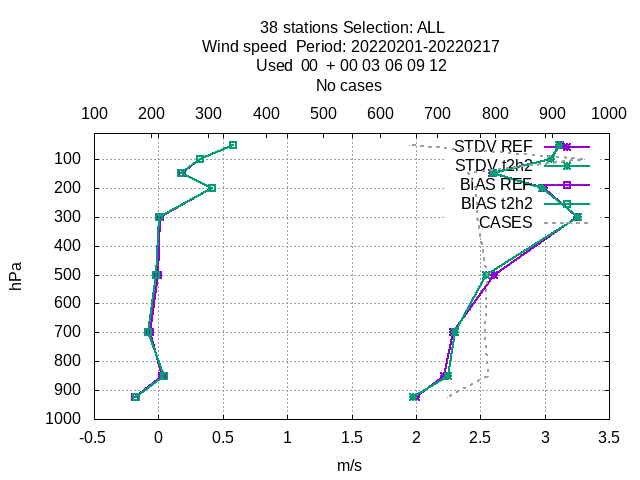 38 stations Selection: ALL
Wind speed  Period: 20220201-20220217
Used  00  + 00 03 06 09 12
No cases
100 200 300 400 500 600 700 800 900 1000
STDV REF
STDV t2h2
BIAS REF
BIAS t2h2
CASES
100
200
300
400
500
600
700
800
900
1000
hPa
-0.5 0 0.5 1 1.5 2 2.5 3 3.5
m/s